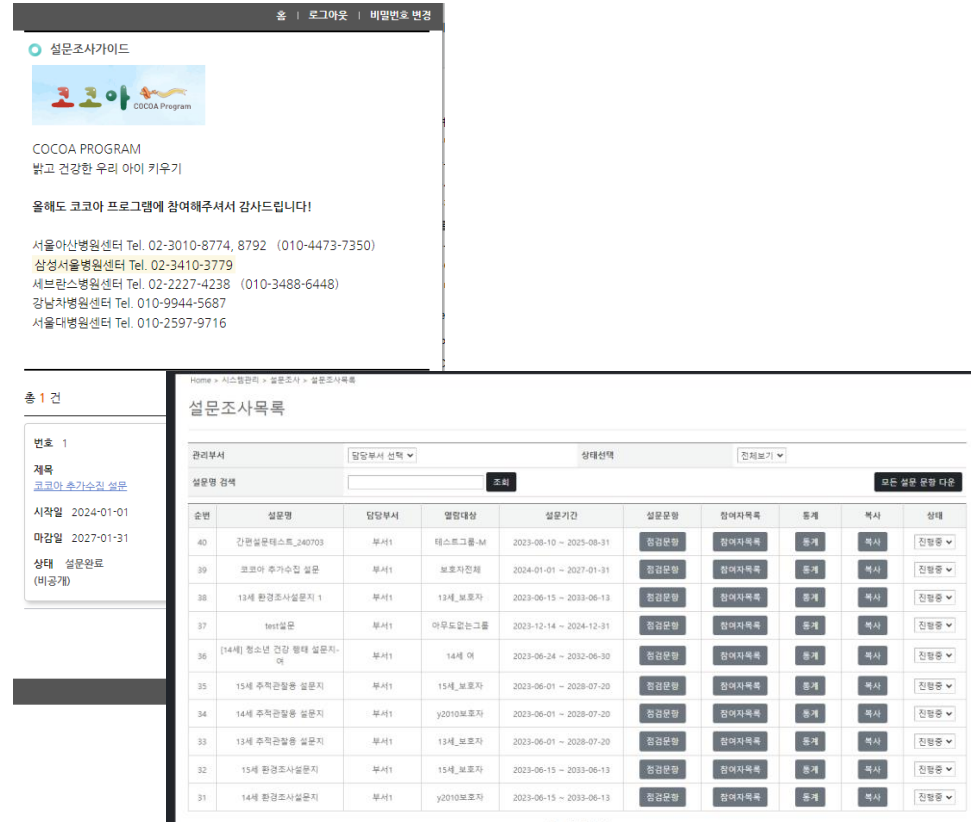 홈 | 로그아웃 | 비밀번호 변경
설문조사가이드
코코아 COCOA Program
COCOA PROGRAM
밝고 건강한 우리 아이 키우기
올해도 코코아 프로그램에 참여해주셔서 감사드립니다!
서울아산병원센터 Tel. 02-3010-8774, 8792 (010-4473-7350)
삼성서울병원센터 Tel. 02-3410-3779
세브란스병원센터 Tel. 02-2227-4238 (010-3488-6448)
강남차병원센터 Tel. 010-9944-5687
서울대병원센터 Tel. 010-2597-9716
총 1 건
번호 1
제목
코코아 추가수집 설문
시작일 2024-01-01
마감일 2027-01-31
상태 설문완료
(비공개)
Home > 시스템관리 > 설문조사 > 설문조사목록
설문조사목록
관리부서 담당부서 선택 상태선택 전체보기
설문명 검색 조회 모든 설문 문항 다운
순번 설문명 담당부서 열람대상 설문기간 설문문항 참여자목록 통계 복사 상태
40 간편설문테스트_240703 부서1 테스트그룹-M 2023-08-10 ~ 2025-08-31 점검문항 참여자목록 통계 복사 진행중
39 코코아 추가수집 설문 부서1 보호자전체 2024-01-01 ~ 2027-01-31 점검문항 참여자목록 통계 복사 진행중
38 13세 환경조사설문지 1 부서1 13세_보호자 2023-06-15 ~ 2033-06-13 점검문항 참여자목록 통계 복사 진행중
37 test설문 부서1 아무도없는그룹 2023-12-14 ~ 2024-12-31 점검문항 참여자목록 통계 복사 진행중
36 [14세] 청소년 건강 행태 설문지-여 부서1 14세 여 2023-06-24 ~ 2032-06-30 점검문항 참여자목록 통계 복사 진행중
35 15세 추적관찰용 설문지 부서1 15세_보호자 2023-06-01 ~ 2028-07-20 점검문항 참여자목록 통계 복사 진행중
34 14세 추적관찰용 설문지 부서1 y2010보호자 2023-06-01 ~ 2028-07-20 점검문항 참여자목록 통계 복사 진행중
33 13세 추적관찰용 설문지 부서1 13세_보호자 2023-06-01 ~ 2028-07-20 점검문항 참여자목록 통계 복사 진행중
32 15세 환경조사설문지 부서1 15세_보호자 2023-06-15 ~ 2033-06-13 점검문항 참여자목록 통계 복사 진행중
31 14세 환경조사설문지 부서1 y2010보호자 2023-06-15 ~ 2033-06-13 점검문항 참여자목록 통계 복사 진행중